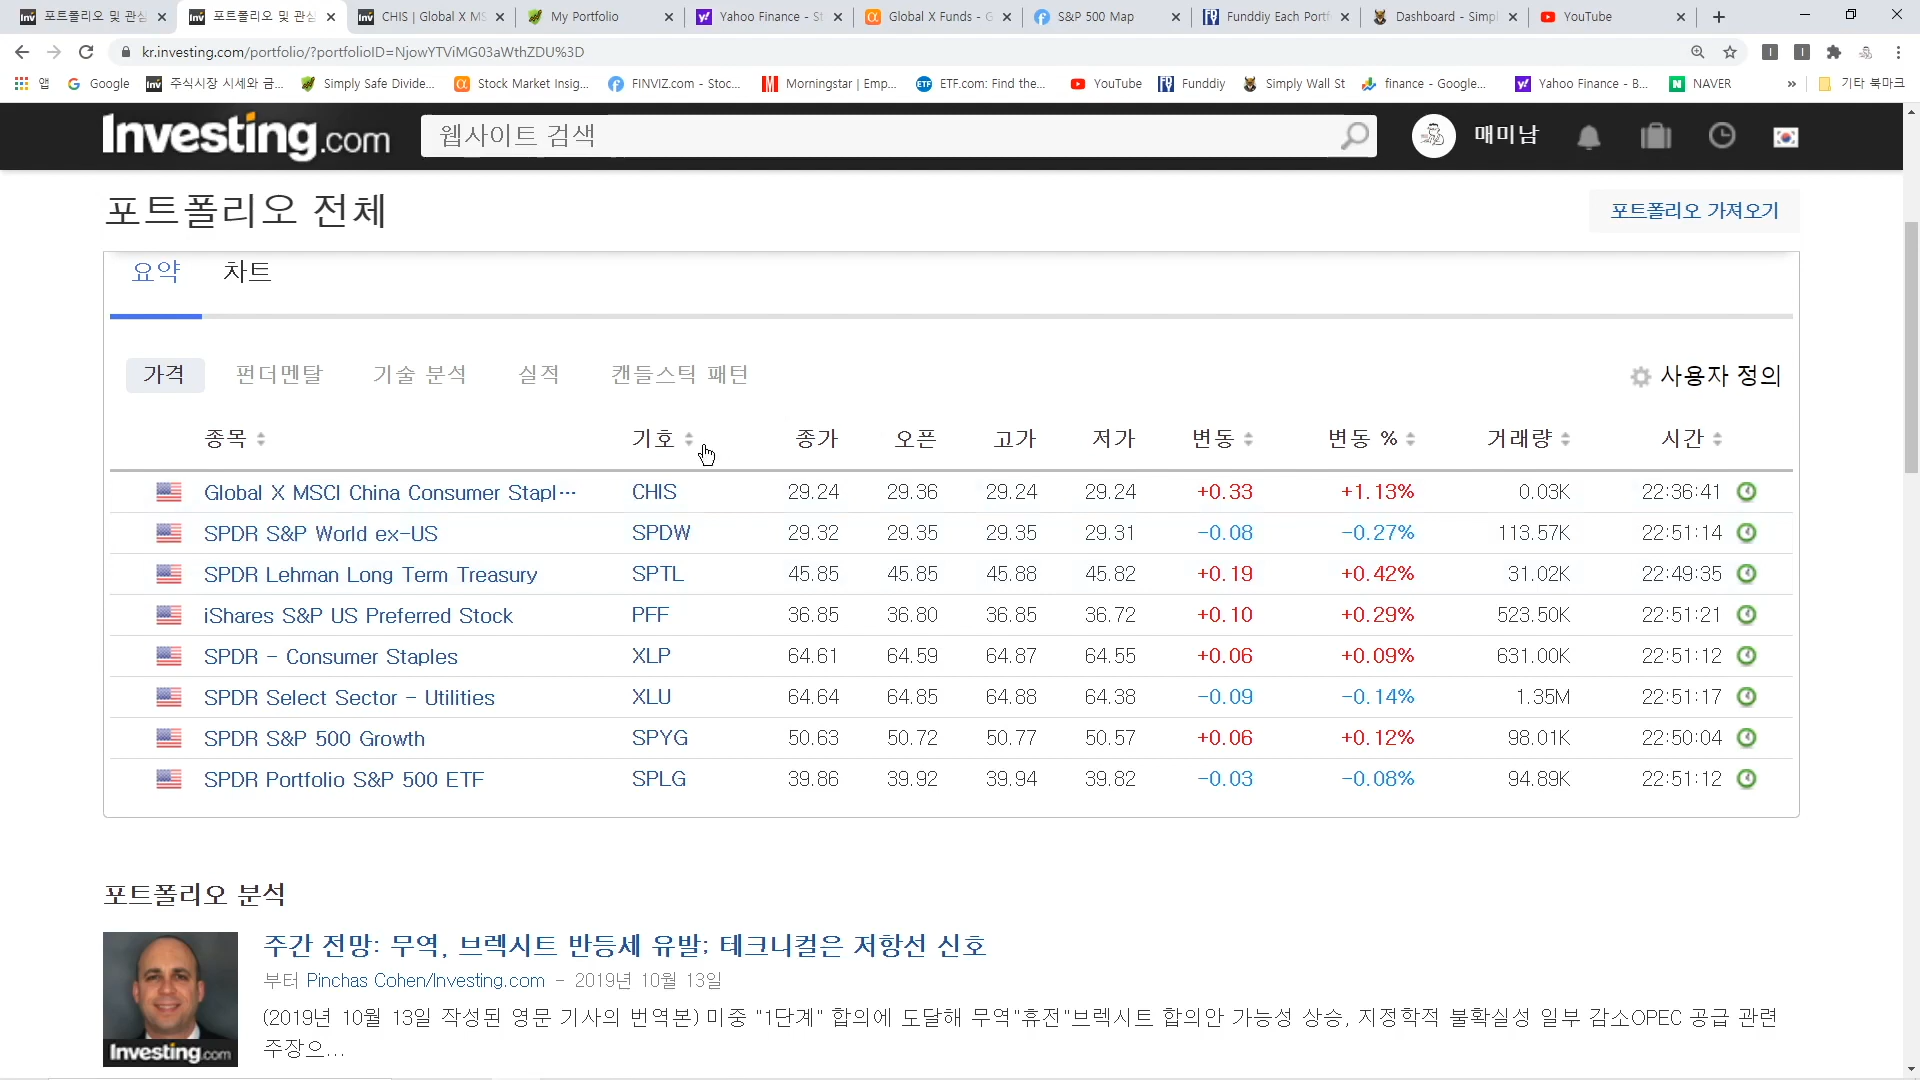 포트폴리오 및 관심 포트폴리오 및 관심 CHIS | Global X MS My Portfolio Yahoo Finance - St Global X Funds - G S&P 500 Map Funddiy Each Portf Dashboard - Simpl YouTube
kr.investing.com/portfolio/?portfolioID=NjowYTViMG03aWthZDU%3D
앱 Google 주식시장 시세와 금... Simply Safe Divide... Stock Market Insig... FINVIZ.com - Stoc... Morningstar | Emp... ETF.com: Find the... YouTube Funddiy Simply Wall St finance - Google... Yahoo Finance - B... NAVER » 기타 북마크
Investing.com 웹사이트 검색 매미남
포트폴리오 전체 포트폴리오 가져오기
요약 차트
가격 펀더멘탈 기술 분석 실적 캔들스틱 패턴 사용자 정의
종목 기호 종가 오픈 고가 저가 변동 변동 % 거래량 시간
Global X MSCI China Consumer Stapl... CHIS 29.24 29.36 29.24 29.24 +0.33 +1.13% 0.03K 22:36:41
SPDR S&P World ex-US SPDW 29.32 29.35 29.35 29.31 -0.08 -0.27% 113.57K 22:51:14
SPDR Lehman Long Term Treasury SPTL 45.85 45.85 45.88 45.82 +0.19 +0.42% 31.02K 22:49:35
iShares S&P US Preferred Stock PFF 36.85 36.80 36.85 36.72 +0.10 +0.29% 523.50K 22:51:21
SPDR - Consumer Staples XLP 64.61 64.59 64.87 64.55 +0.06 +0.09% 631.00K 22:51:12
SPDR Select Sector - Utilities XLU 64.64 64.85 64.88 64.38 -0.09 -0.14% 1.35M 22:51:17
SPDR S&P 500 Growth SPYG 50.63 50.72 50.77 50.57 +0.06 +0.12% 98.01K 22:50:04
SPDR Portfolio S&P 500 ETF SPLG 39.86 39.92 39.94 39.82 -0.03 -0.08% 94.89K 22:51:12
포트폴리오 분석
주간 전망: 무역, 브렉시트 반등세 유발; 테크니컬은 저항선 신호
부터 Pinchas Cohen/Investing.com - 2019년 10월 13일
(2019년 10월 13일 작성된 영문 기사의 번역본) 미중 "1단계" 합의에 도달해 무역"휴전"브렉시트 합의안 가능성 상승, 지정학적 불확실성 일부 감소OPEC 공급 관련
주장으...
Investing.com